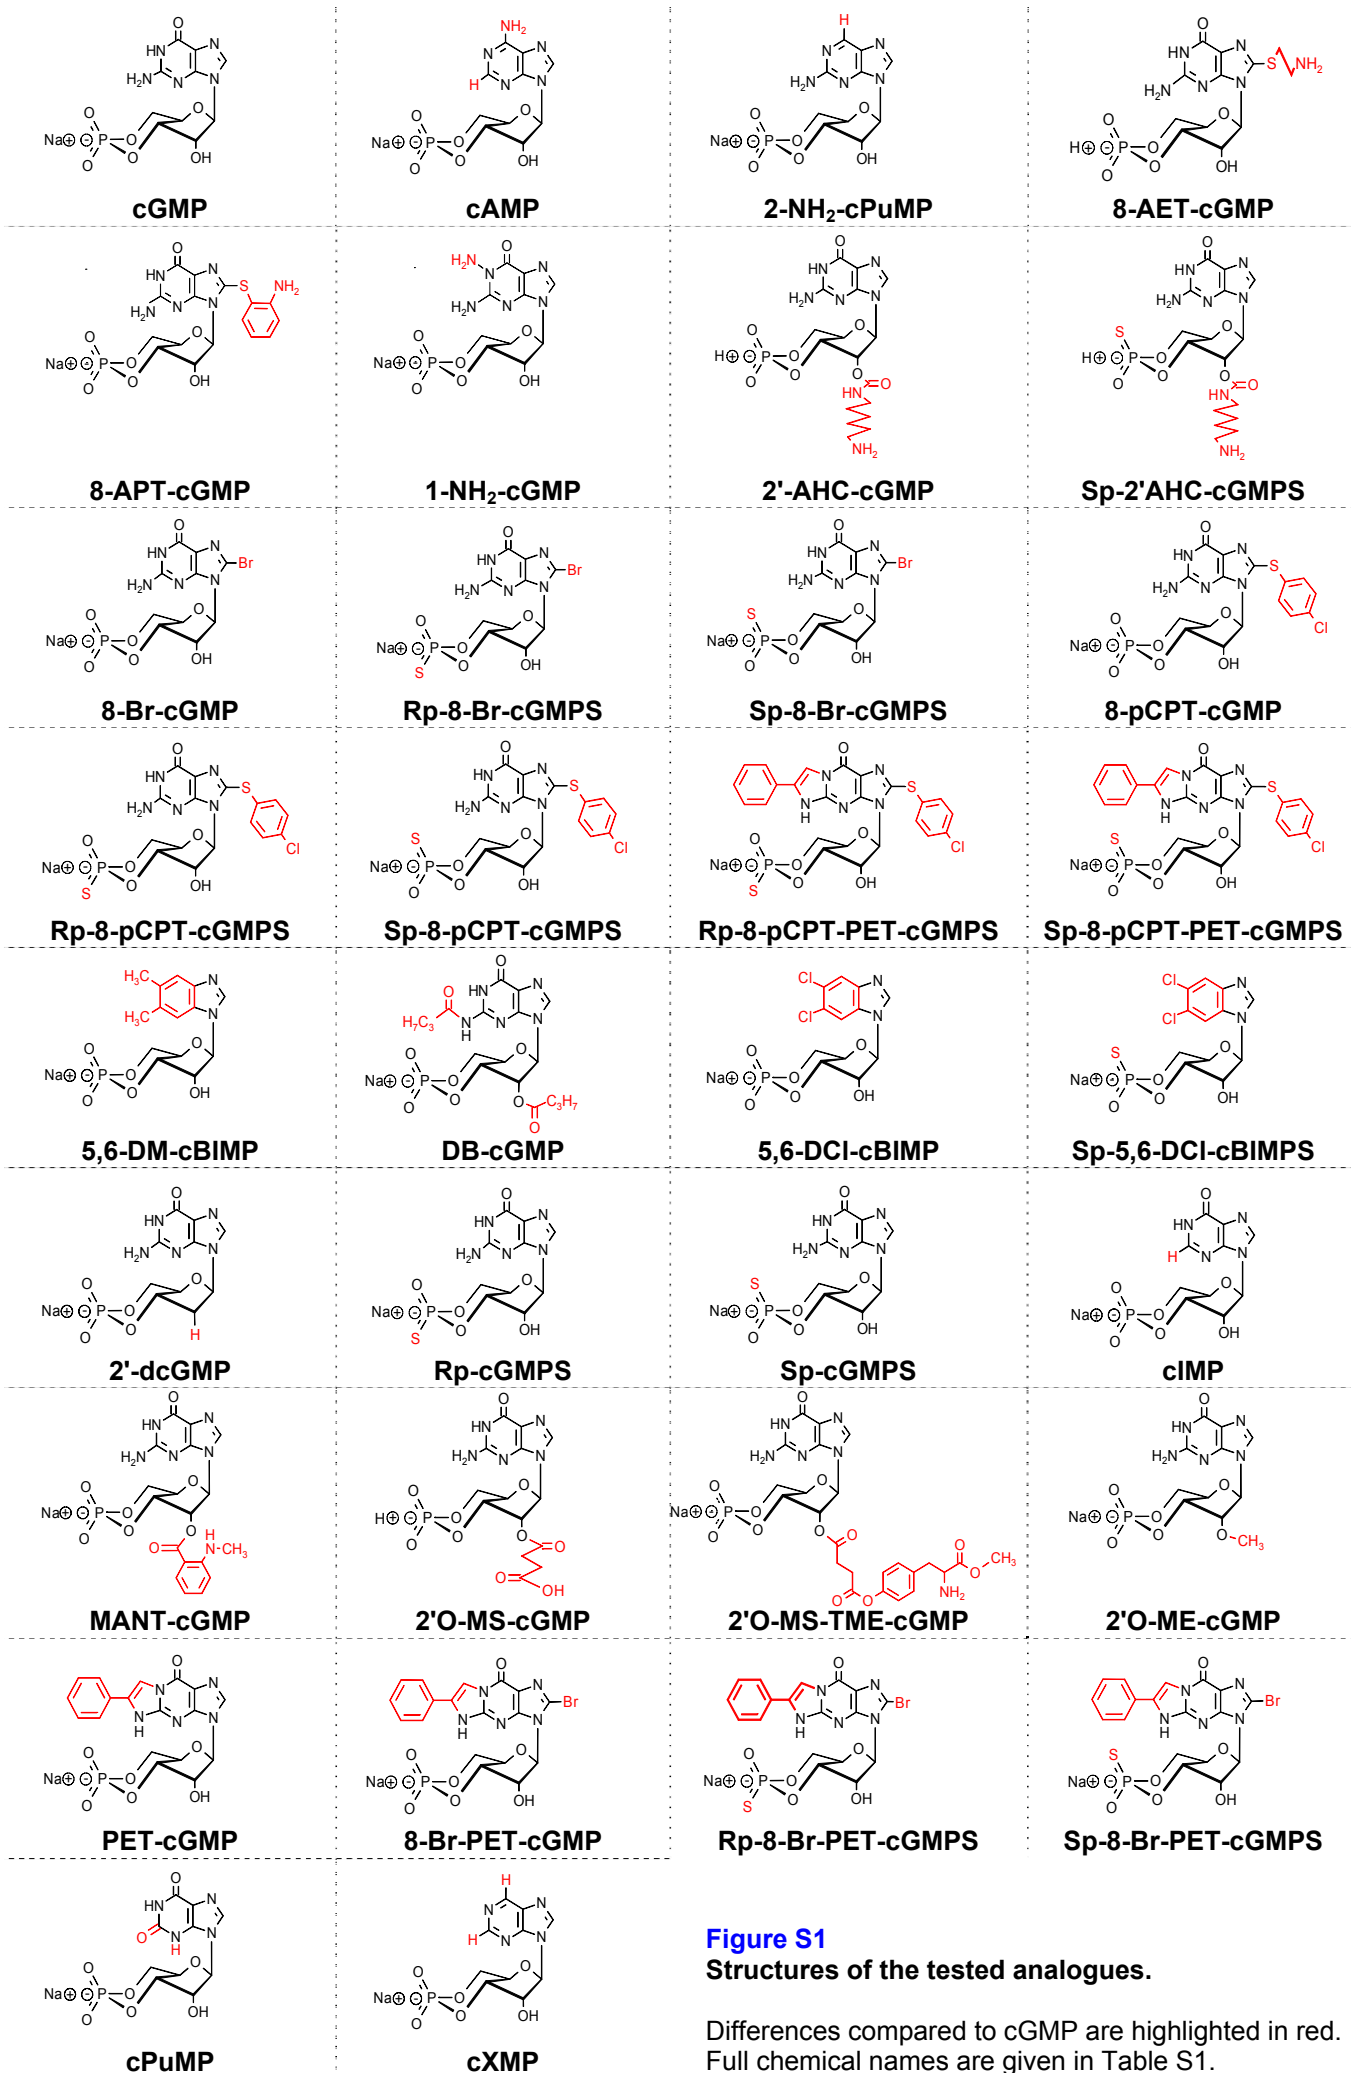 cGMP
cAMP
2-NH₂-cPuMP
8-AET-cGMP
8-APT-cGMP
1-NH₂-cGMP
2'-AHC-cGMP
Sp-2'AHC-cGMPS
8-Br-cGMP
Rp-8-Br-cGMPS
Sp-8-Br-cGMPS
8-pCPT-cGMP
Rp-8-pCPT-cGMPS
Sp-8-pCPT-cGMPS
Rp-8-pCPT-PET-cGMPS
Sp-8-pCPT-PET-cGMPS
5,6-DM-cBIMP
DB-cGMP
5,6-DCl-cBIMP
Sp-5,6-DCl-cBIMPS
2'-dcGMP
Rp-cGMPS
Sp-cGMPS
cIMP
MANT-cGMP
2'O-MS-cGMP
2'O-MS-TME-cGMP
2'O-ME-cGMP
PET-cGMP
8-Br-PET-cGMP
Rp-8-Br-PET-cGMPS
Sp-8-Br-PET-cGMPS
cPuMP
cXMP
Figure S1
Structures of the tested analogues.
Differences compared to cGMP are highlighted in red.
Full chemical names are given in Table S1.